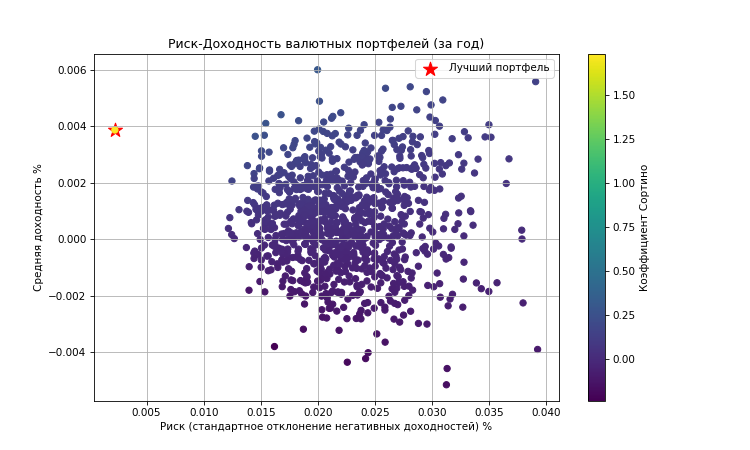 Риск-Доходность валютных портфелей (за год)
Лучший портфель
0.006
0.004
0.002
0.000
−0.002
−0.004
Средняя доходность %
0.005 0.010 0.015 0.020 0.025 0.030 0.035 0.040
Риск (стандартное отклонение негативных доходностей) %
1.50
1.25
1.00
0.75
0.50
0.25
0.00
Коэффициент Сортино